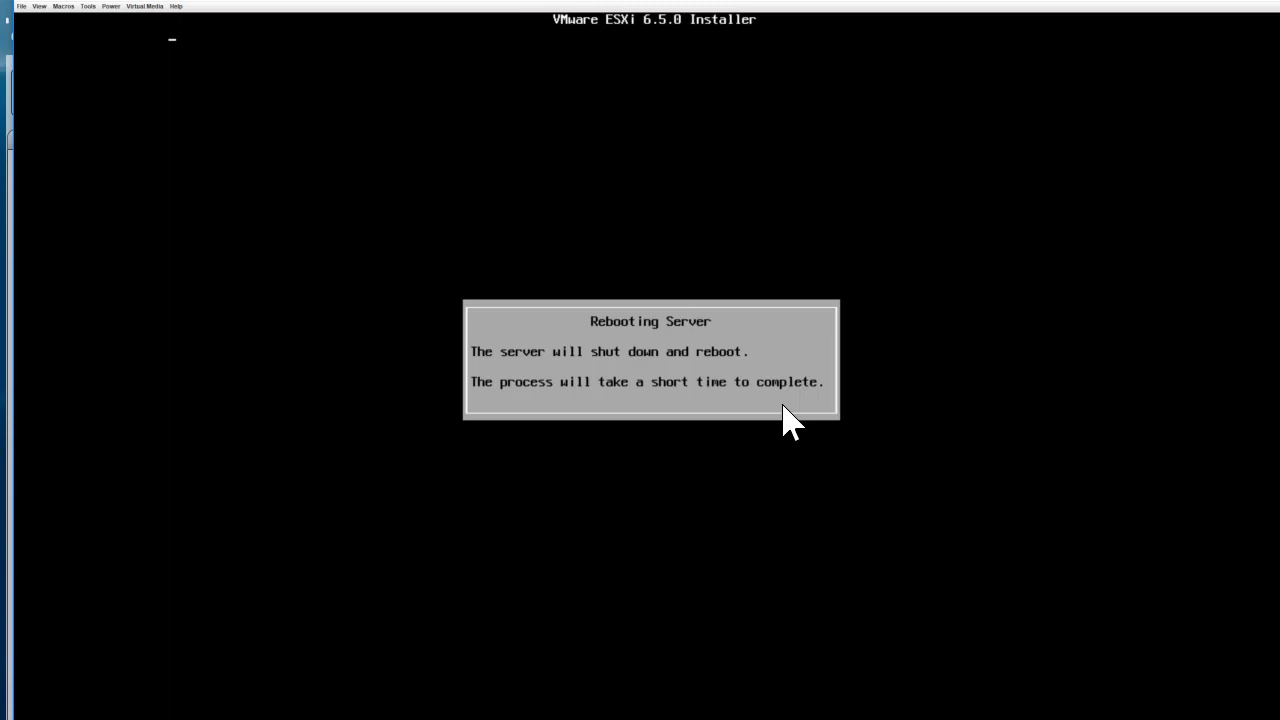 File View Macros Tools Power Virtual Media Help
VMware ESXi 6.5.0 Installer
Rebooting Server
The server will shut down and reboot.
The process will take a short time to complete.